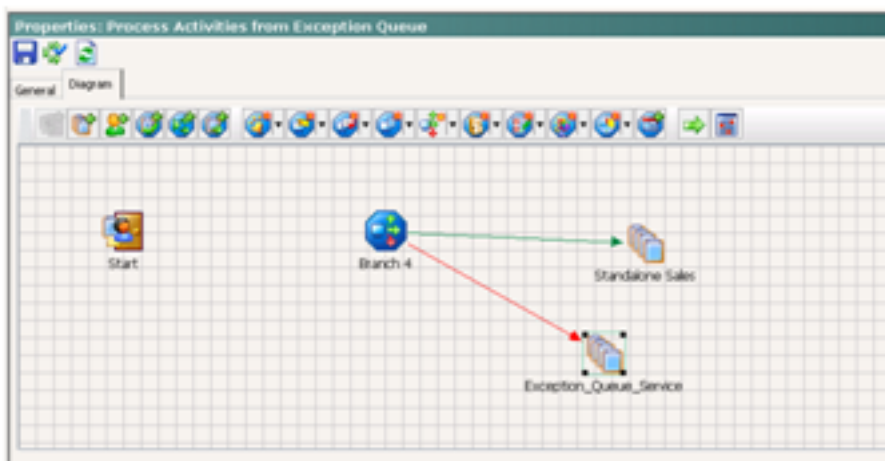 Properties: Process Activities from Exception Queue
General
Diagram
Start
Branch 4
Standalone Sales
Exception_Queue_Service